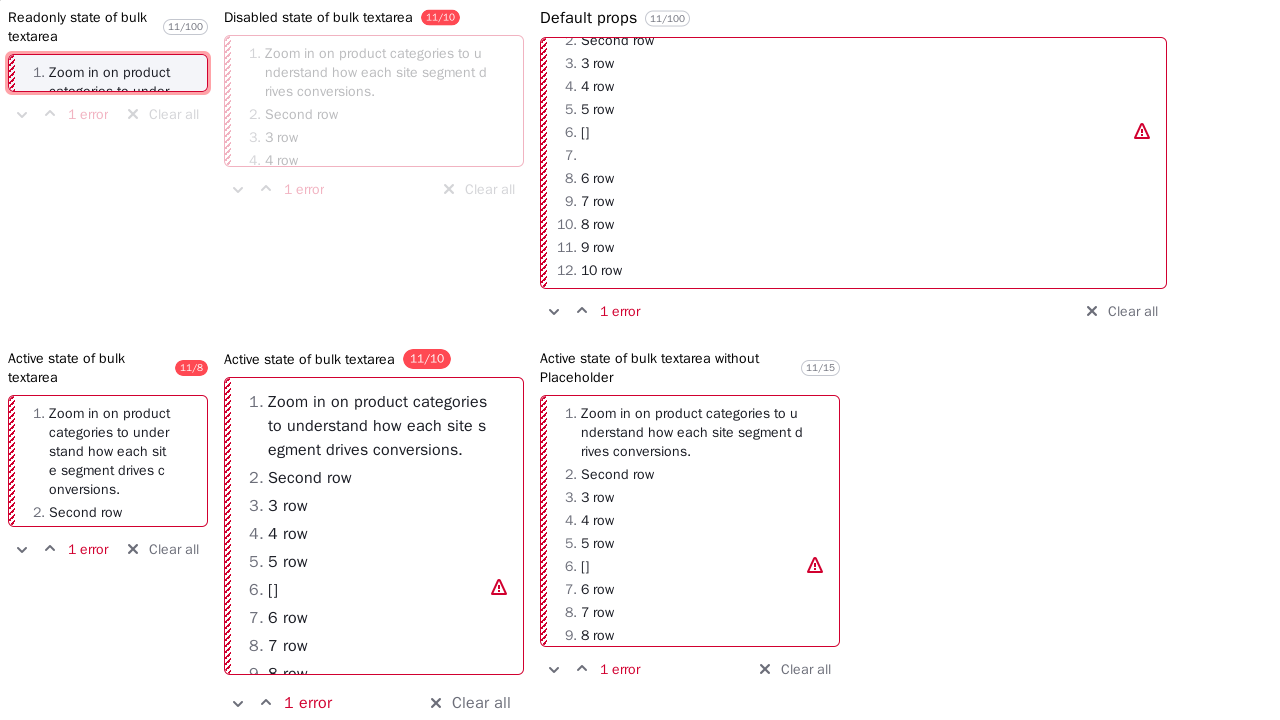 Readonly state of bulk
textarea
11/100
1. Zoom in on product
categories to under
1 error
Clear all
Disabled state of bulk textarea
11/10
1. Zoom in on product categories to u
nderstand how each site segment d
rives conversions.
2. Second row
3. 3 row
4. 4 row
1 error
Clear all
Default props
11/100
2. Second row
3. 3 row
4. 4 row
5. 5 row
6. []
7.
8. 6 row
9. 7 row
10. 8 row
11. 9 row
12. 10 row
1 error
Clear all
Active state of bulk
textarea
11/8
1. Zoom in on product
categories to under
stand how each sit
e segment drives c
onversions.
2. Second row
1 error
Clear all
Active state of bulk textarea
11/10
1. Zoom in on product categories
to understand how each site s
egment drives conversions.
2. Second row
3. 3 row
4. 4 row
5. 5 row
6. []
7. 6 row
8. 7 row
9. 8 row
1 error
Clear all
Active state of bulk textarea without
Placeholder
11/15
1. Zoom in on product categories to u
nderstand how each site segment d
rives conversions.
2. Second row
3. 3 row
4. 4 row
5. 5 row
6. []
7. 6 row
8. 7 row
9. 8 row
1 error
Clear all